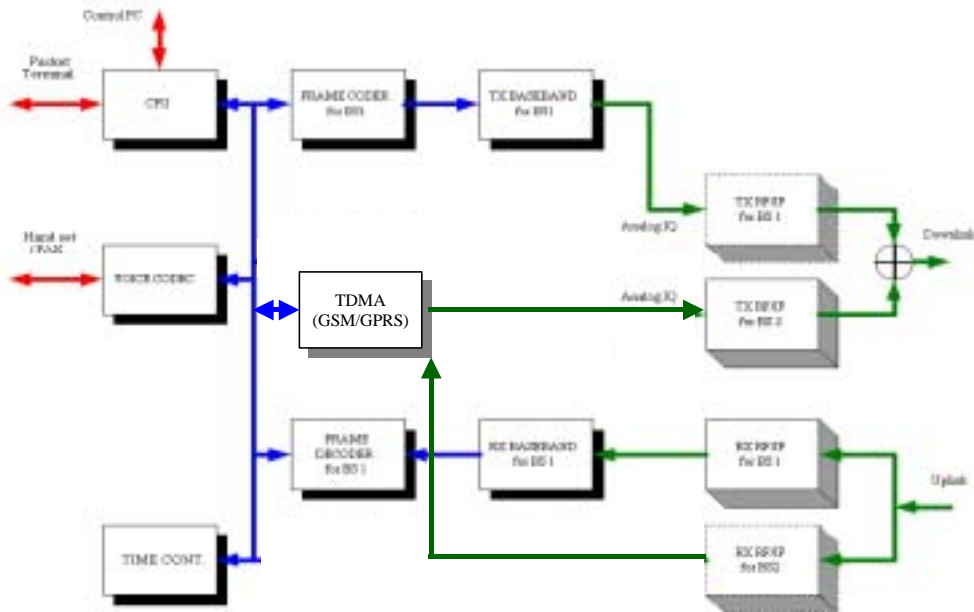 Control PC
Packet
Terminal
CPU
FRAME CODER
for BS1
TX BASEBAND
for BS1
TX RF/IF
for BS 1
Analog IQ
Downlink
Hand set
/ FAX
VOICE CODEC
TDMA
(GSM/GPRS)
Analog IQ
TX RF/IF
for BS 2
FRAME
DECODER
for BS 1
RX BASEBAND
for BS 1
RX RF/IF
for BS 1
Uplink
TIME CONT.
RX RF/IF
for BS2